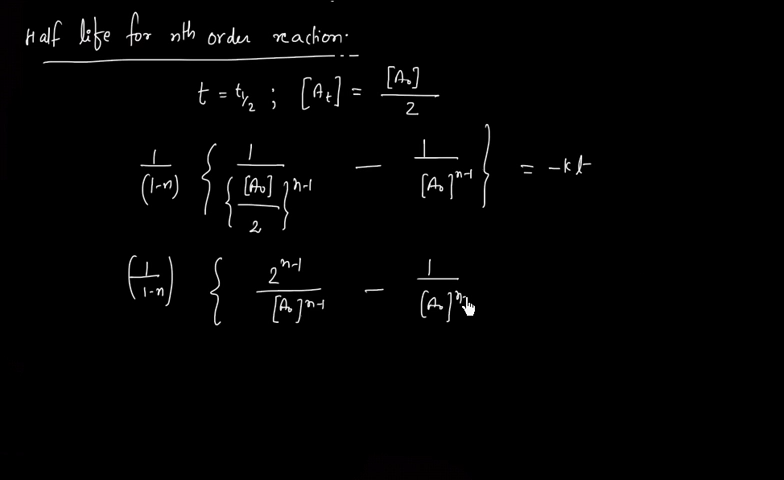 Half life for nth order reaction.
t = t1/2 ; [At] = [A0]/2
1/(1-n) { 1/{[A0]/2}^n-1 — 1/[A0]^n-1 } = -kt
(1/1-n) { 2^n-1/[A0]^n-1 — 1/[A0]^n